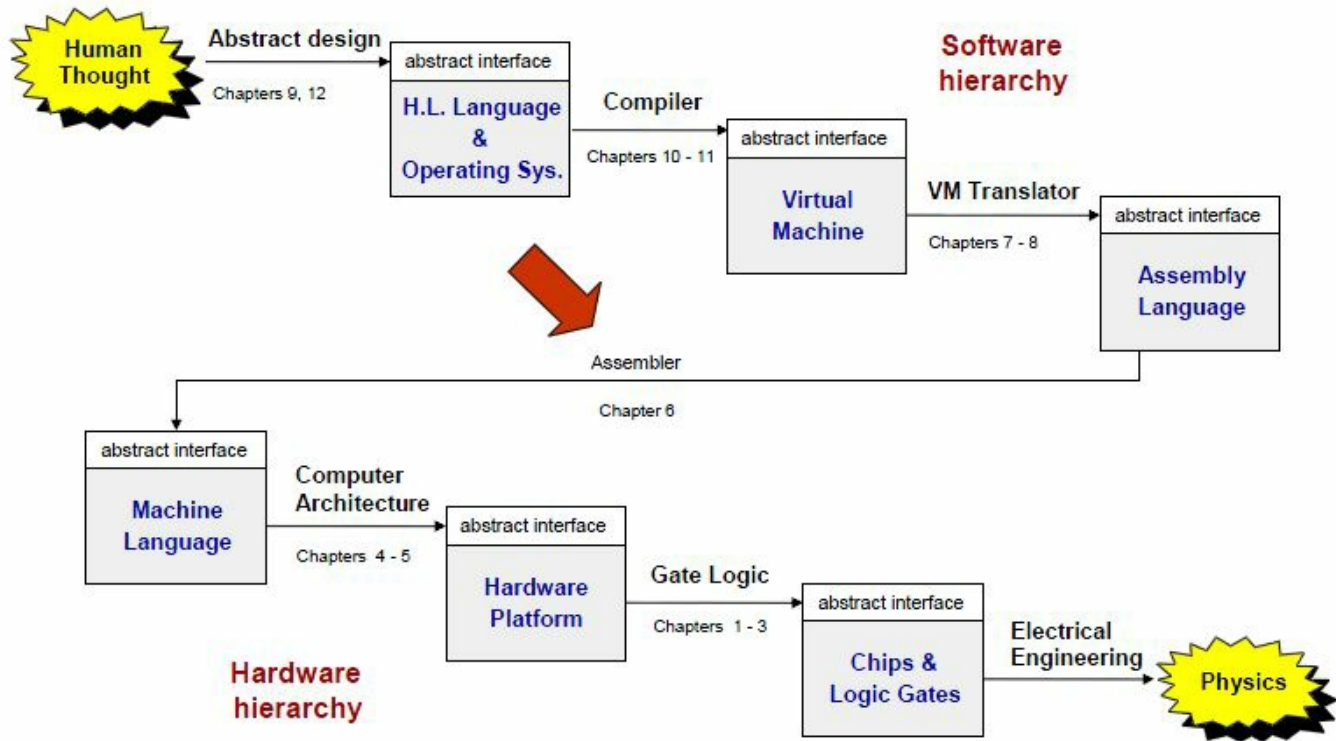 Human
Thought
Abstract design
Chapters 9, 12
abstract interface
H.L. Language
&
Operating Sys.
Software
hierarchy
Compiler
Chapters 10 - 11
abstract interface
Virtual
Machine
VM Translator
Chapters 7 - 8
abstract interface
Assembly
Language
Assembler
Chapter 6
abstract interface
Machine
Language
Computer
Architecture
Chapters 4 - 5
abstract interface
Hardware
Platform
Gate Logic
Chapters 1 - 3
abstract interface
Chips &
Logic Gates
Electrical
Engineering
Physics
Hardware
hierarchy